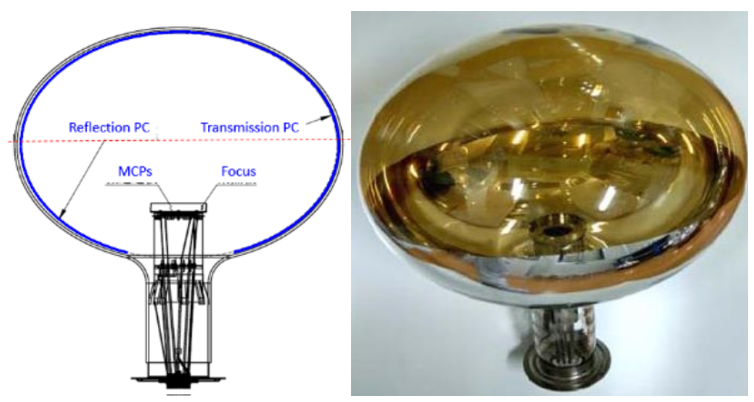 Reflection PC
Transmission PC
MCPs
Focus